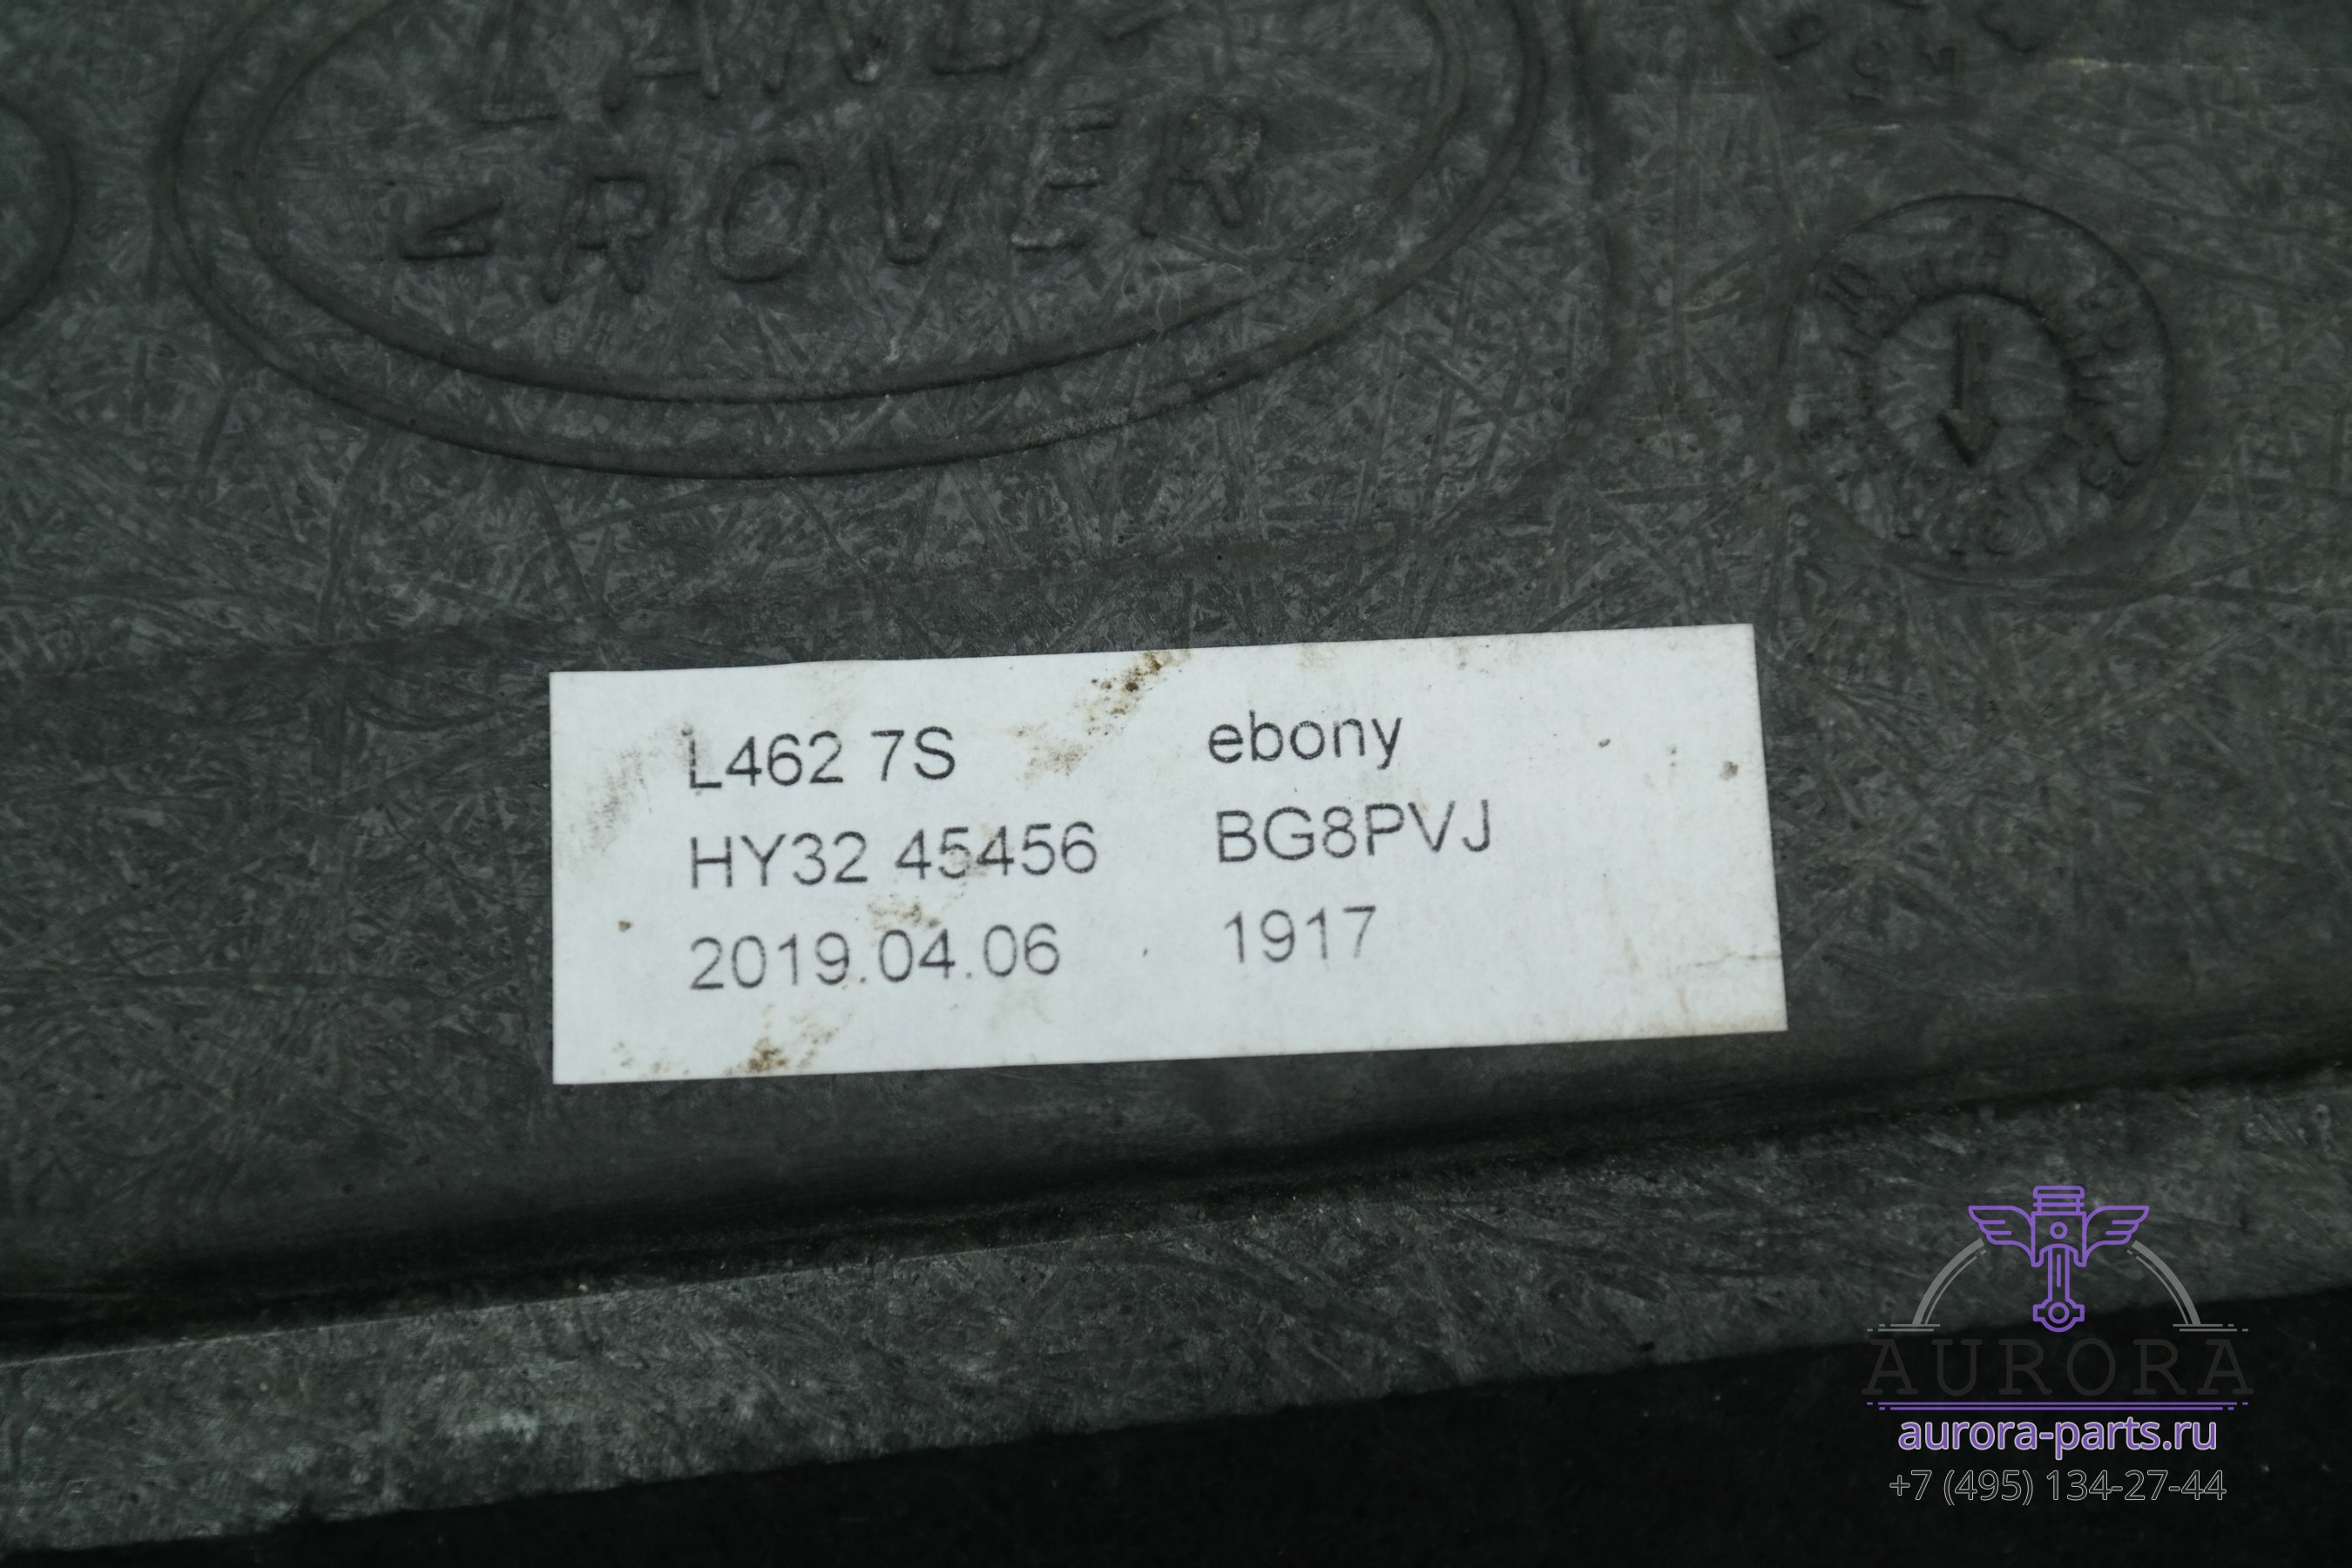 LAND-
-ROVER
L462 7S ebony
HY32 45456 BG8PVJ
2019.04.06 1917
AURORA
aurora-parts.ru
+7 (495) 134-27-44